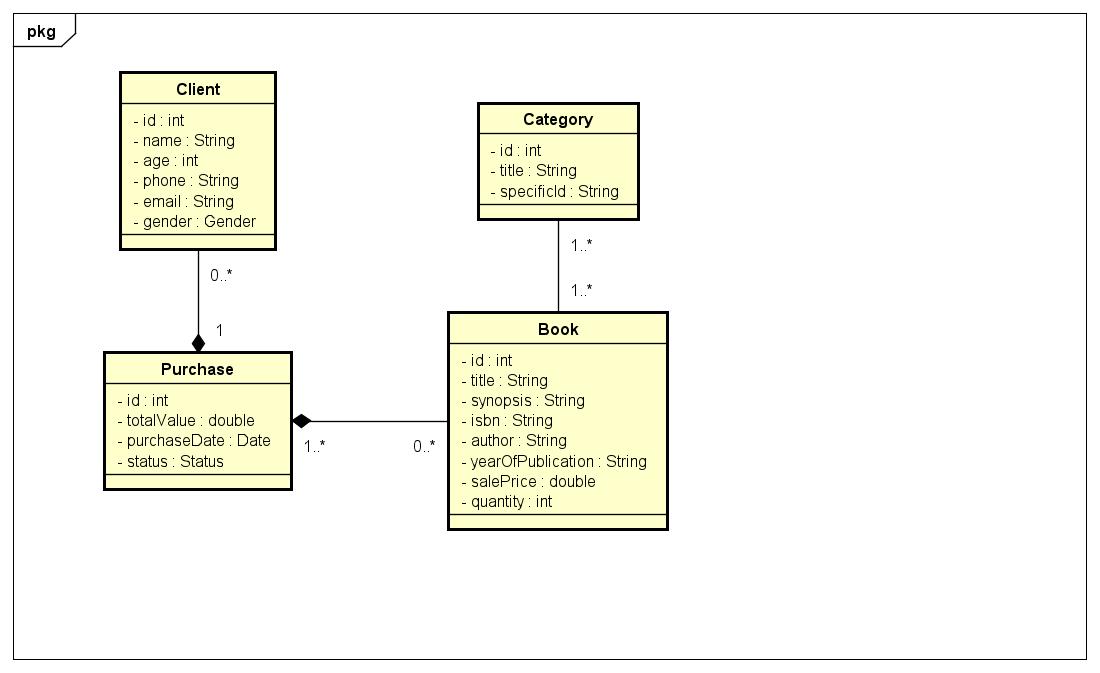 pkg
Client
- id : int
- name : String
- age : int
- phone : String
- email : String
- gender : Gender
Category
- id : int
- title : String
- specificId : String
0..*
1
1..*
1..*
Purchase
- id : int
- totalValue : double
- purchaseDate : Date
- status : Status
1..*
0..*
Book
- id : int
- title : String
- synopsis : String
- isbn : String
- author : String
- yearOfPublication : String
- salePrice : double
- quantity : int